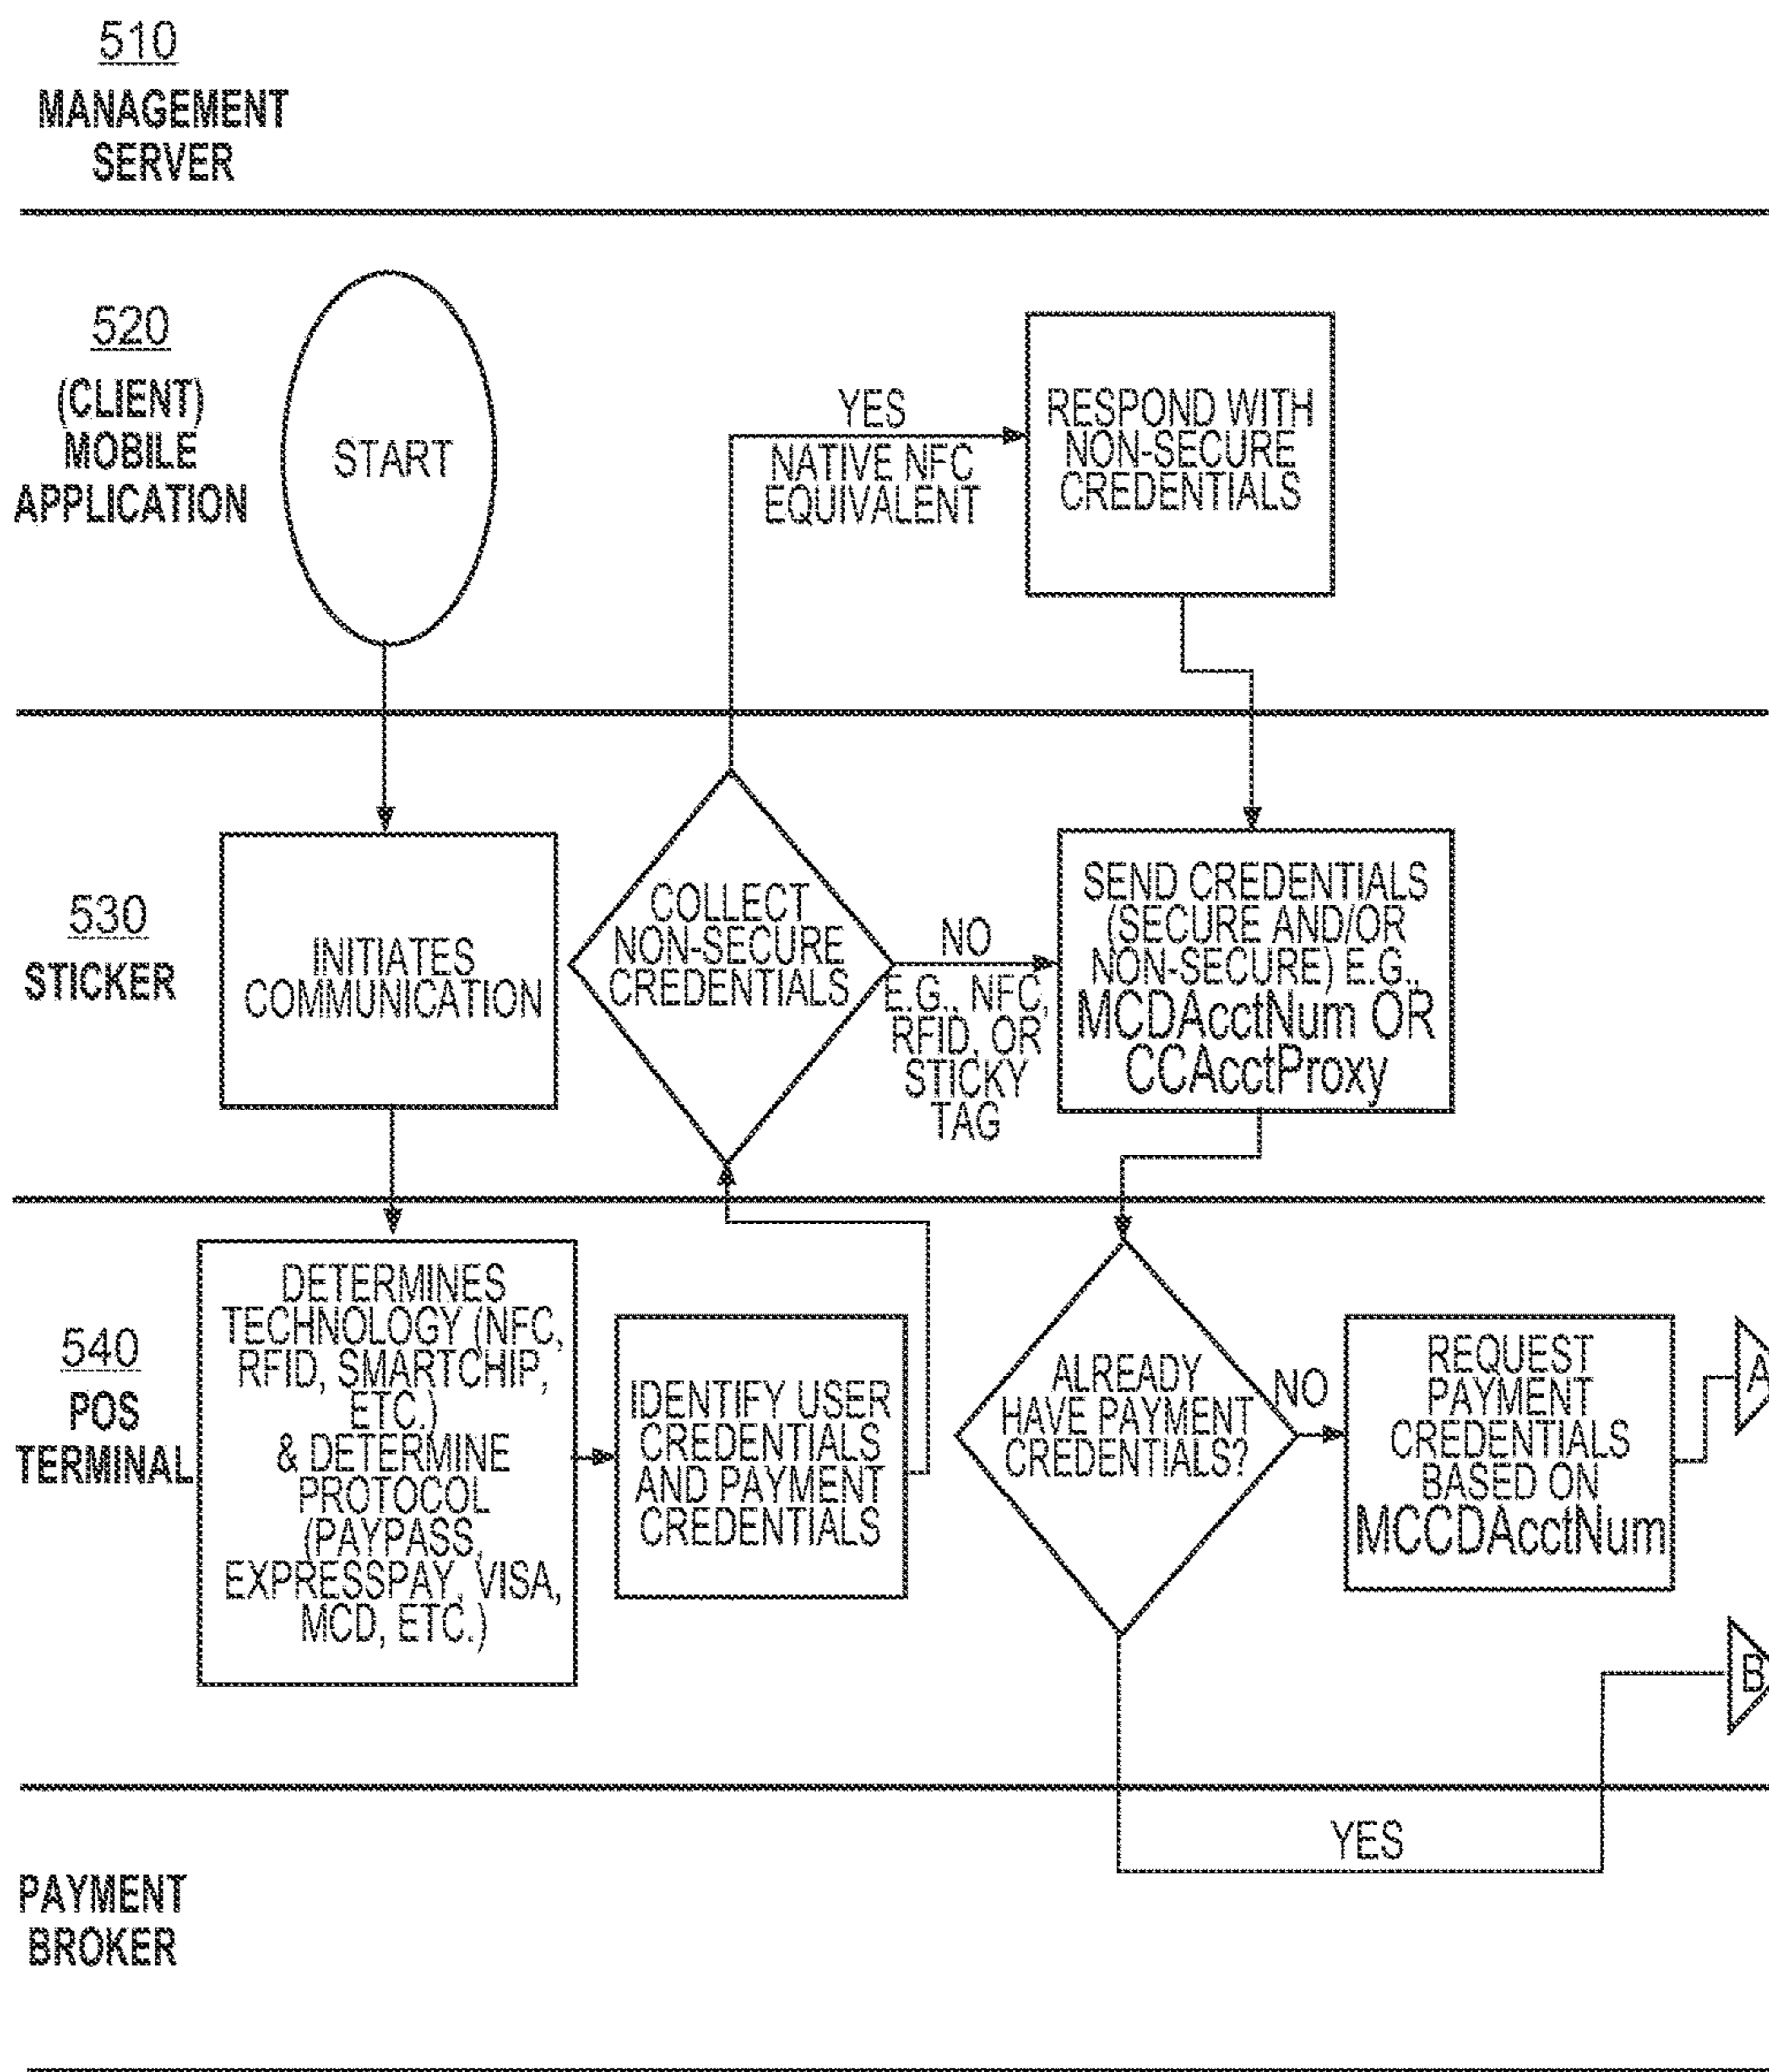 510
MANAGEMENT
SERVER
520
(CLIENT)
MOBILE
APPLICATION
START
YES
NATIVE NFC
EQUIVALENT
RESPOND WITH
NON-SECURE
CREDENTIALS
530
STICKER
INITIATES
COMMUNICATION
COLLECT
NON-SECURE
CREDENTIALS
NO
E.G., NFC,
RFID, OR
STICKY
TAG
SEND CREDENTIALS
(SECURE AND/OR
NON-SECURE) E.G.,
MCDAcctNum OR
CCAcctProxy
540
POS
TERMINAL
DETERMINES
TECHNOLOGY (NFC,
RFID, SMARTCHIP,
ETC.)
& DETERMINE
PROTOCOL
(PAYPASS,
EXPRESSPAY, VISA,
MCD, ETC.)
IDENTIFY USER
CREDENTIALS
AND PAYMENT
CREDENTIALS
ALREADY
HAVE PAYMENT
CREDENTIALS?
NO
REQUEST
PAYMENT
CREDENTIALS
BASED ON
MCCDAcctNum
A
B
YES
PAYMENT
BROKER